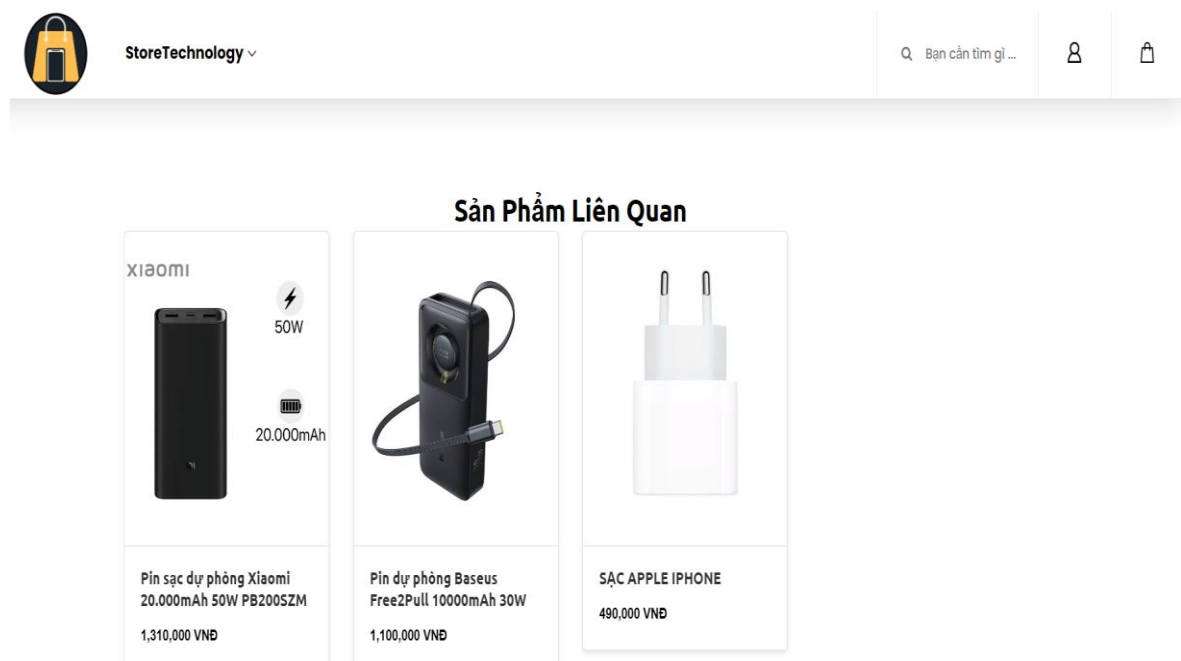 StoreTechnology
Bạn cần tìm gì ...
Sản Phẩm Liên Quan
xiaomi
50W
20.000mAh
Pin sạc dự phòng Xiaomi
20.000mAh 50W PB200SZM
1,310,000 VNĐ
Pin dự phòng Baseus
Free2Pull 10000mAh 30W
1,100,000 VNĐ
SẠC APPLE IPHONE
490,000 VNĐ